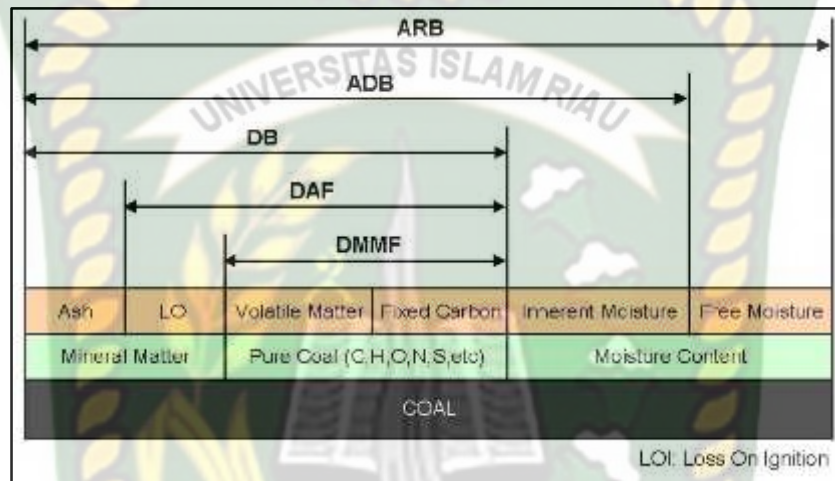 ARB
UNIVERSITAS ISLAM RIAU
ADB
DB
DAF
DMMF
Ash LO Volatile Matter Fixed Carbon Inherent Moisture Free Moisture
Mineral Matter Pure Coal (C,H,O,N,S,etc) Moisture Content
COAL
LOI: Loss On Ignition